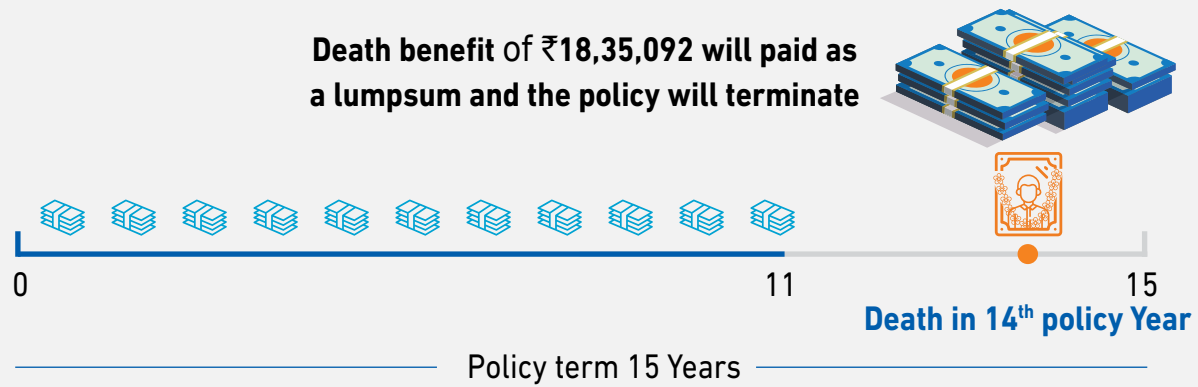 Death benefit of ₹18,35,092 will paid as
a lumpsum and the policy will terminate
0
11
15
Death in 14th policy Year
Policy term 15 Years